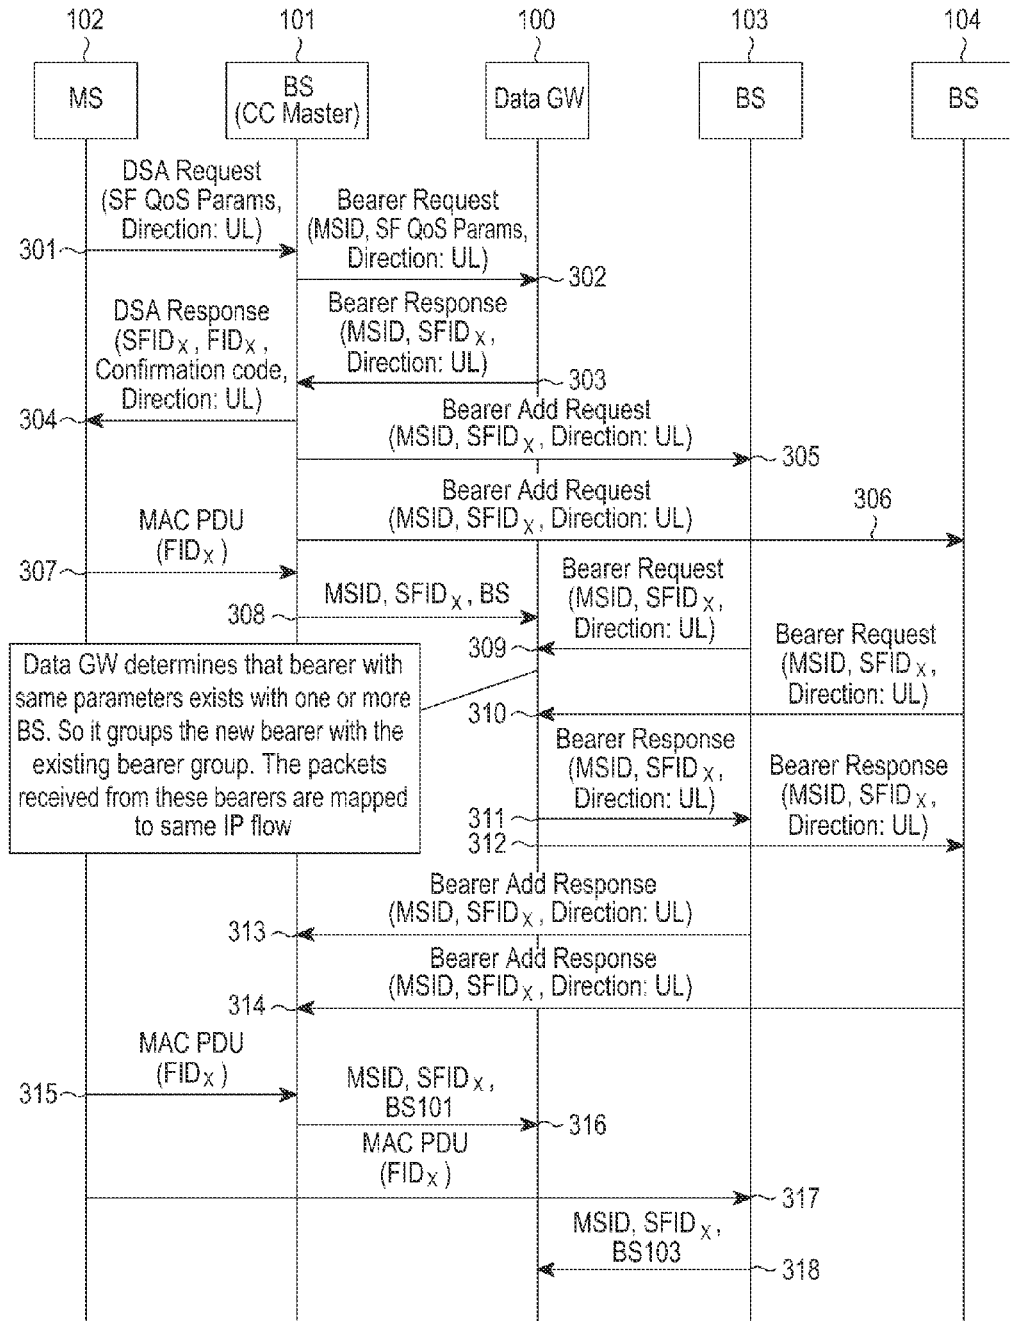 102
101
100
103
104
MS
BS
(CC Master)
Data GW
BS
BS
DSA Request
(SF QoS Params,
Direction: UL)
301
Bearer Request
(MSID, SF QoS Params,
Direction: UL)
302
DSA Response
(SFIDX, FIDX,
Confirmation code,
Direction: UL)
304
Bearer Response
(MSID, SFIDX,
Direction: UL)
303
Bearer Add Request
(MSID, SFIDX, Direction: UL)
305
Bearer Add Request
(MSID, SFIDX, Direction: UL)
306
MAC PDU
(FIDX)
307
308
MSID, SFIDX, BS
Bearer Request
(MSID, SFIDX,
Direction: UL)
309
Data GW determines that bearer with
same parameters exists with one or more
BS. So it groups the new bearer with the
existing bearer group. The packets
received from these bearers are mapped
to same IP flow
Bearer Request
(MSID, SFIDX,
Direction: UL)
310
Bearer Response
(MSID, SFIDX,
Direction: UL)
311
Bearer Response
(MSID, SFIDX,
Direction: UL)
312
Bearer Add Response
(MSID, SFIDX, Direction: UL)
313
Bearer Add Response
(MSID, SFIDX, Direction: UL)
314
MAC PDU
(FIDX)
315
MSID, SFIDX,
BS101
316
MAC PDU
(FIDX)
317
MSID, SFIDX,
BS103
318